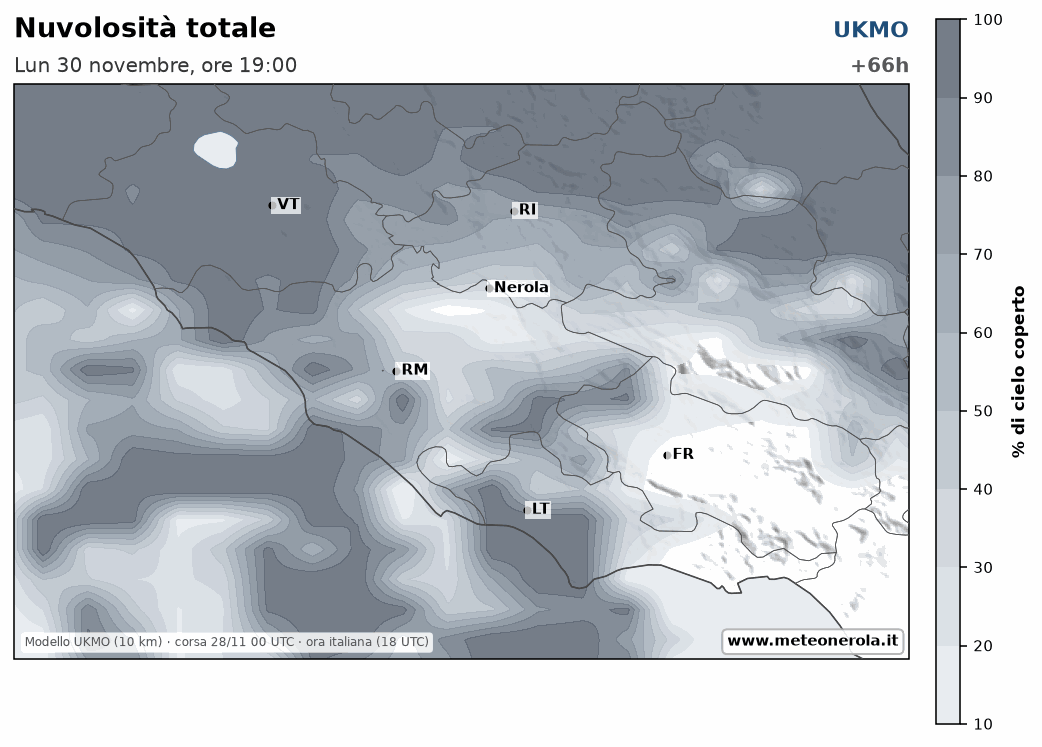 Nuvolosità totale
UKMO
Lun 30 novembre, ore 19:00
+66h
VT
RI
Nerola
RM
FR
LT
Modello UKMO (10 km) · corsa 28/11 00 UTC · ora italiana (18 UTC)
www.meteonerola.it
100
90
80
70
60
50
40
30
20
10
% di cielo coperto